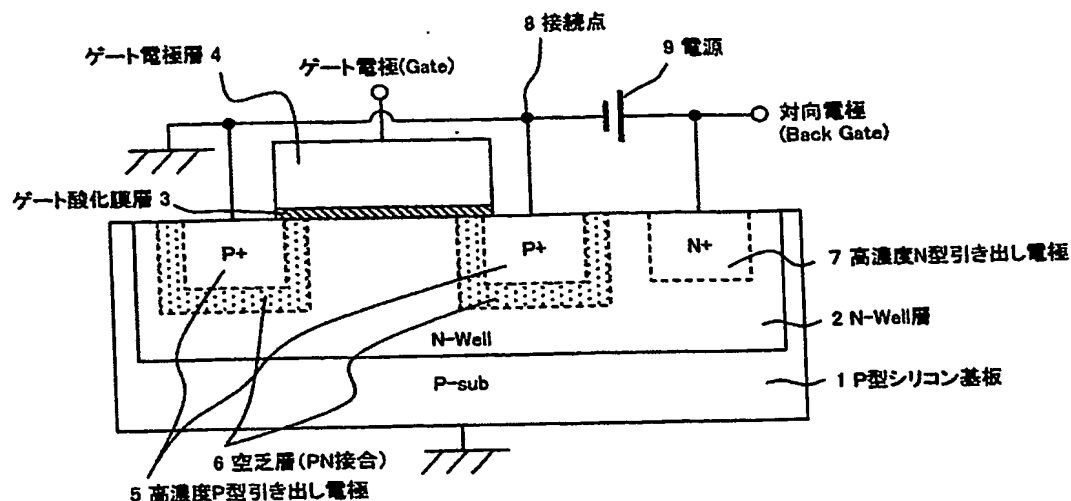 8 接続点
9 電源
ゲート電極層 4
ゲート電極(Gate)
対向電極
(Back Gate)
ゲート酸化膜層 3
P+
P+
N+
7 高濃度N型引き出し電極
2 N-Well層
N-Well
P-sub
1 P型シリコン基板
6 空乏層(PN接合)
5 高濃度P型引き出し電極